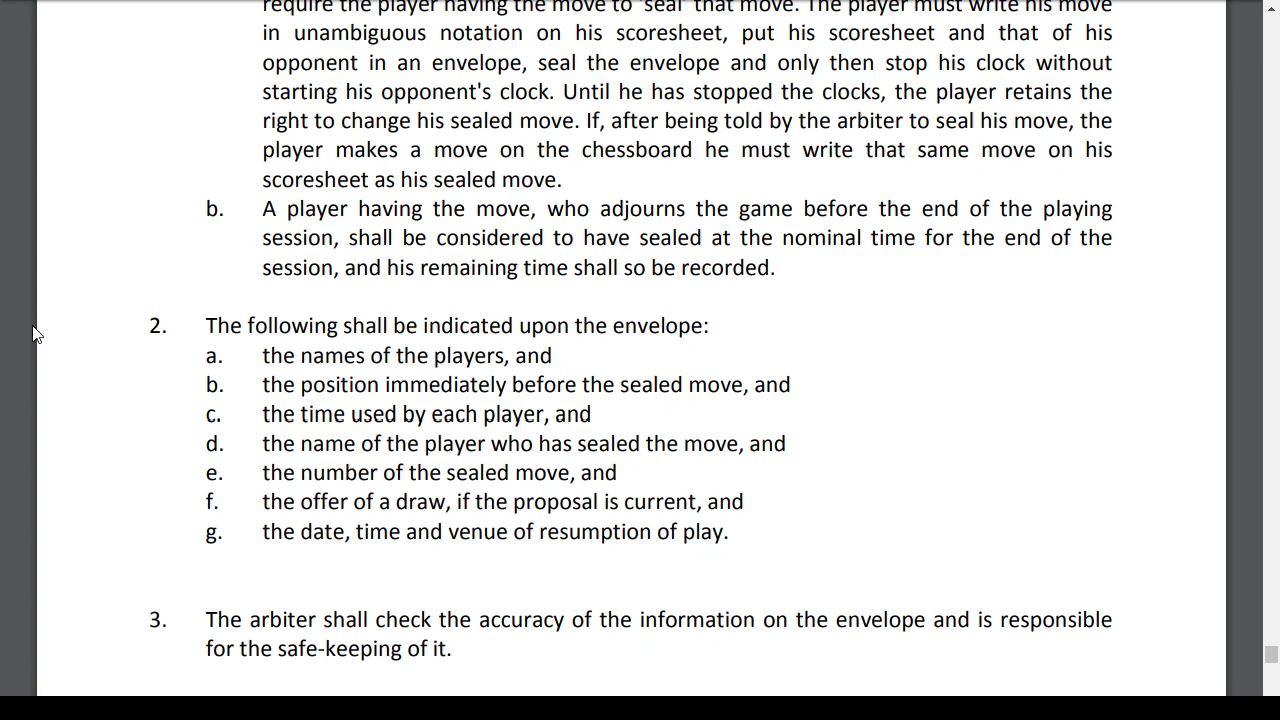 require the player having the move to 'seal' that move. The player must write his move
in unambiguous notation on his scoresheet, put his scoresheet and that of his
opponent in an envelope, seal the envelope and only then stop his clock without
starting his opponent's clock. Until he has stopped the clocks, the player retains the
right to change his sealed move. If, after being told by the arbiter to seal his move, the
player makes a move on the chessboard he must write that same move on his
scoresheet as his sealed move.
b. A player having the move, who adjourns the game before the end of the playing
session, shall be considered to have sealed at the nominal time for the end of the
session, and his remaining time shall so be recorded.
2. The following shall be indicated upon the envelope:
a. the names of the players, and
b. the position immediately before the sealed move, and
c. the time used by each player, and
d. the name of the player who has sealed the move, and
e. the number of the sealed move, and
f. the offer of a draw, if the proposal is current, and
g. the date, time and venue of resumption of play.
3. The arbiter shall check the accuracy of the information on the envelope and is responsible
for the safe-keeping of it.